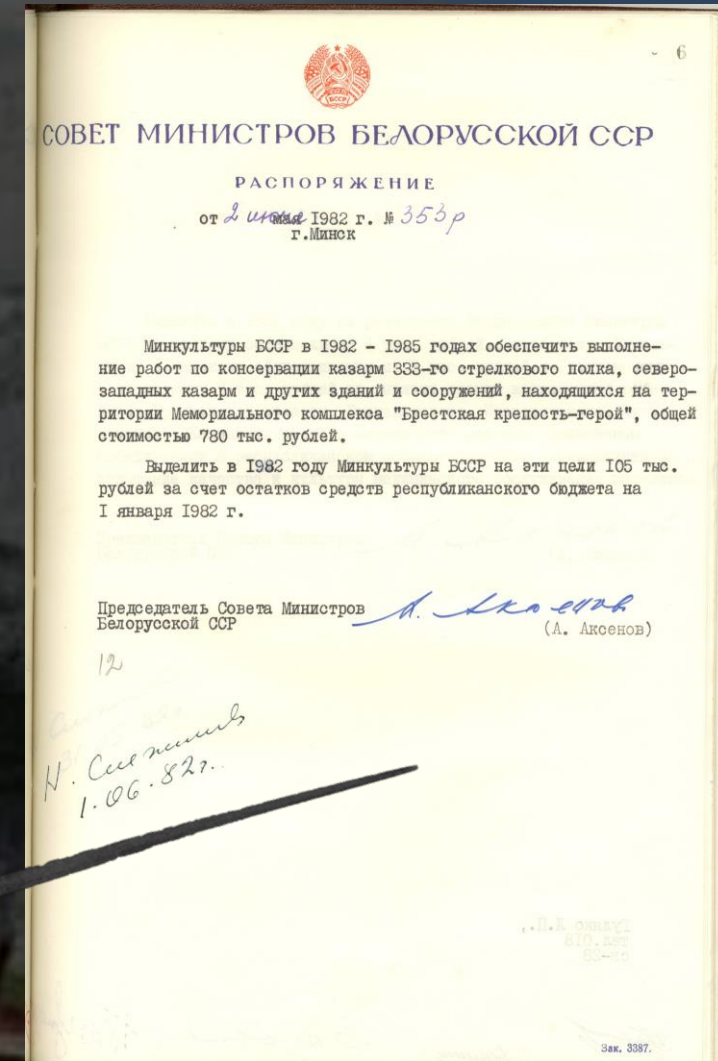 6
БССР
СОВЕТ МИНИСТРОВ БЕЛОРУССКОЙ ССР
РАСПОРЯЖЕНИЕ
от 2 июня мая 1982 г. № 353р
г.Минск
Минкультуры БССР в 1982 - 1985 годах обеспечить выполне-
ние работ по консервации казарм 333-го стрелкового полка, северо-
западных казарм и других зданий и сооружений, находящихся на тер-
ритории Мемориального комплекса "Брестская крепость-герой", общей
стоимостью 780 тыс. рублей.
Выделить в 1982 году Минкультуры БССР на эти цели 105 тыс.
рублей за счет остатков средств республиканского бюджета на
1 января 1982 г.
Председатель Совета Министров
Белорусской ССР
А. Аксенов
(А. Аксенов)
12
Н.
1.06.82г.
Зак. 3387.